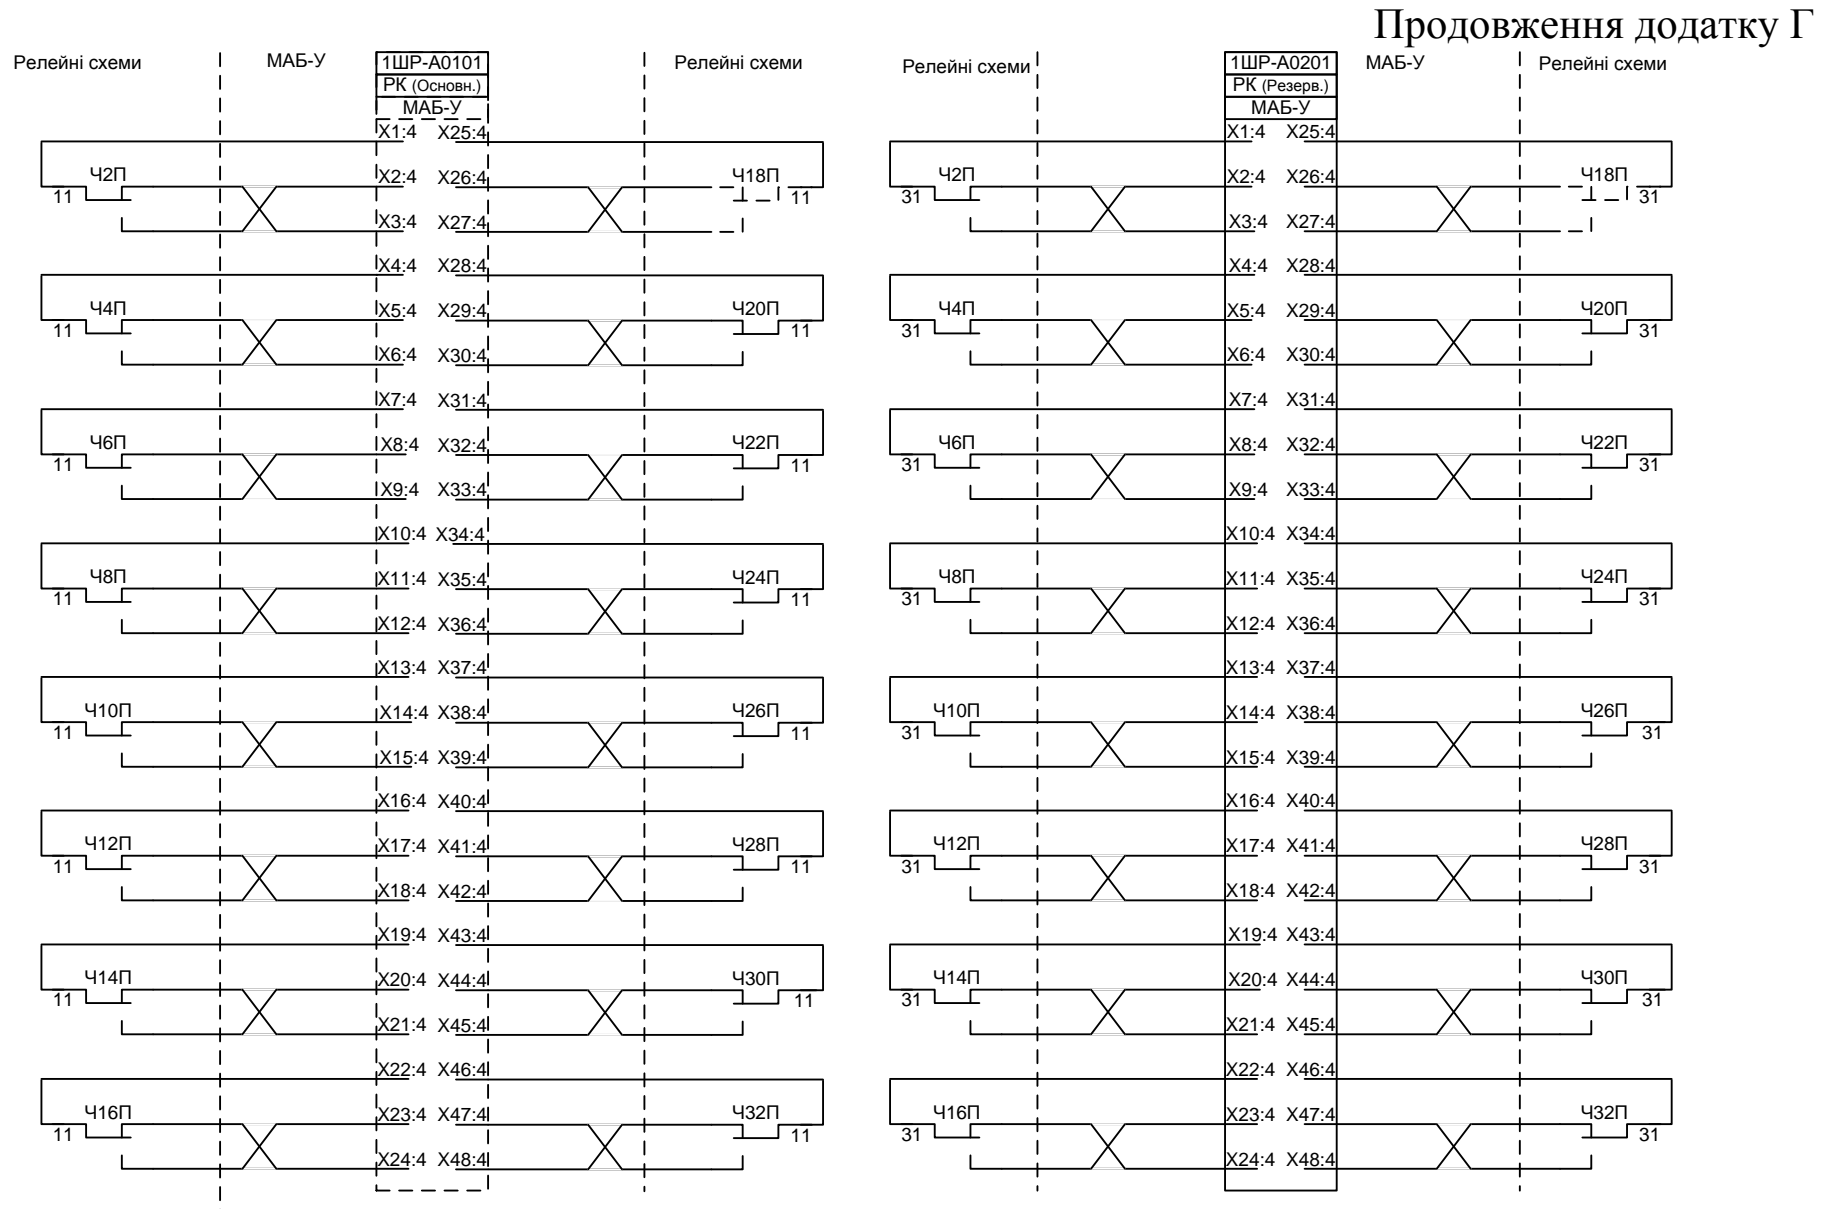 Продовження додатку Г
Релейні схеми МАБ-У 1ШР-А0101 Релейні схеми Релейні схеми 1ШР-А0201 МАБ-У Релейні схеми
РК (Основн.) РК (Резерв.)
МАБ-У МАБ-У
X1:4 X25:4 X1:4 X25:4
Ч2П X2:4 X26:4 Ч18П Ч2П X2:4 X26:4 Ч18П
11 11 31 31
X3:4 X27:4 X3:4 X27:4
X4:4 X28:4 X4:4 X28:4
Ч4П X5:4 X29:4 Ч20П Ч4П X5:4 X29:4 Ч20П
11 11 31 31
X6:4 X30:4 X6:4 X30:4
X7:4 X31:4 X7:4 X31:4
Ч6П X8:4 X32:4 Ч22П Ч6П X8:4 X32:4 Ч22П
11 11 31 31
X9:4 X33:4 X9:4 X33:4
X10:4 X34:4 X10:4 X34:4
Ч8П X11:4 X35:4 Ч24П Ч8П X11:4 X35:4 Ч24П
11 11 31 31
X12:4 X36:4 X12:4 X36:4
X13:4 X37:4 X13:4 X37:4
Ч10П X14:4 X38:4 Ч26П Ч10П X14:4 X38:4 Ч26П
11 11 31 31
X15:4 X39:4 X15:4 X39:4
X16:4 X40:4 X16:4 X40:4
Ч12П X17:4 X41:4 Ч28П Ч12П X17:4 X41:4 Ч28П
11 11 31 31
X18:4 X42:4 X18:4 X42:4
X19:4 X43:4 X19:4 X43:4
Ч14П X20:4 X44:4 Ч30П Ч14П X20:4 X44:4 Ч30П
11 11 31 31
X21:4 X45:4 X21:4 X45:4
X22:4 X46:4 X22:4 X46:4
Ч16П X23:4 X47:4 Ч32П Ч16П X23:4 X47:4 Ч32П
11 11 31 31
X24:4 X48:4 X24:4 X48:4